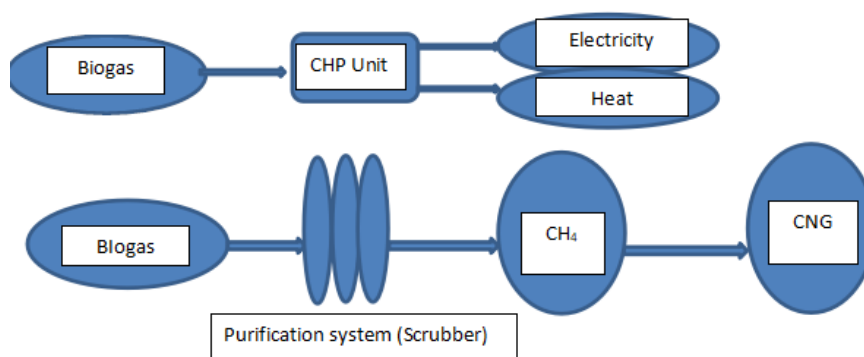 Biogas
CHP Unit
Electricity
Heat
BIogas
CH₄
CNG
Purification system (Scrubber)